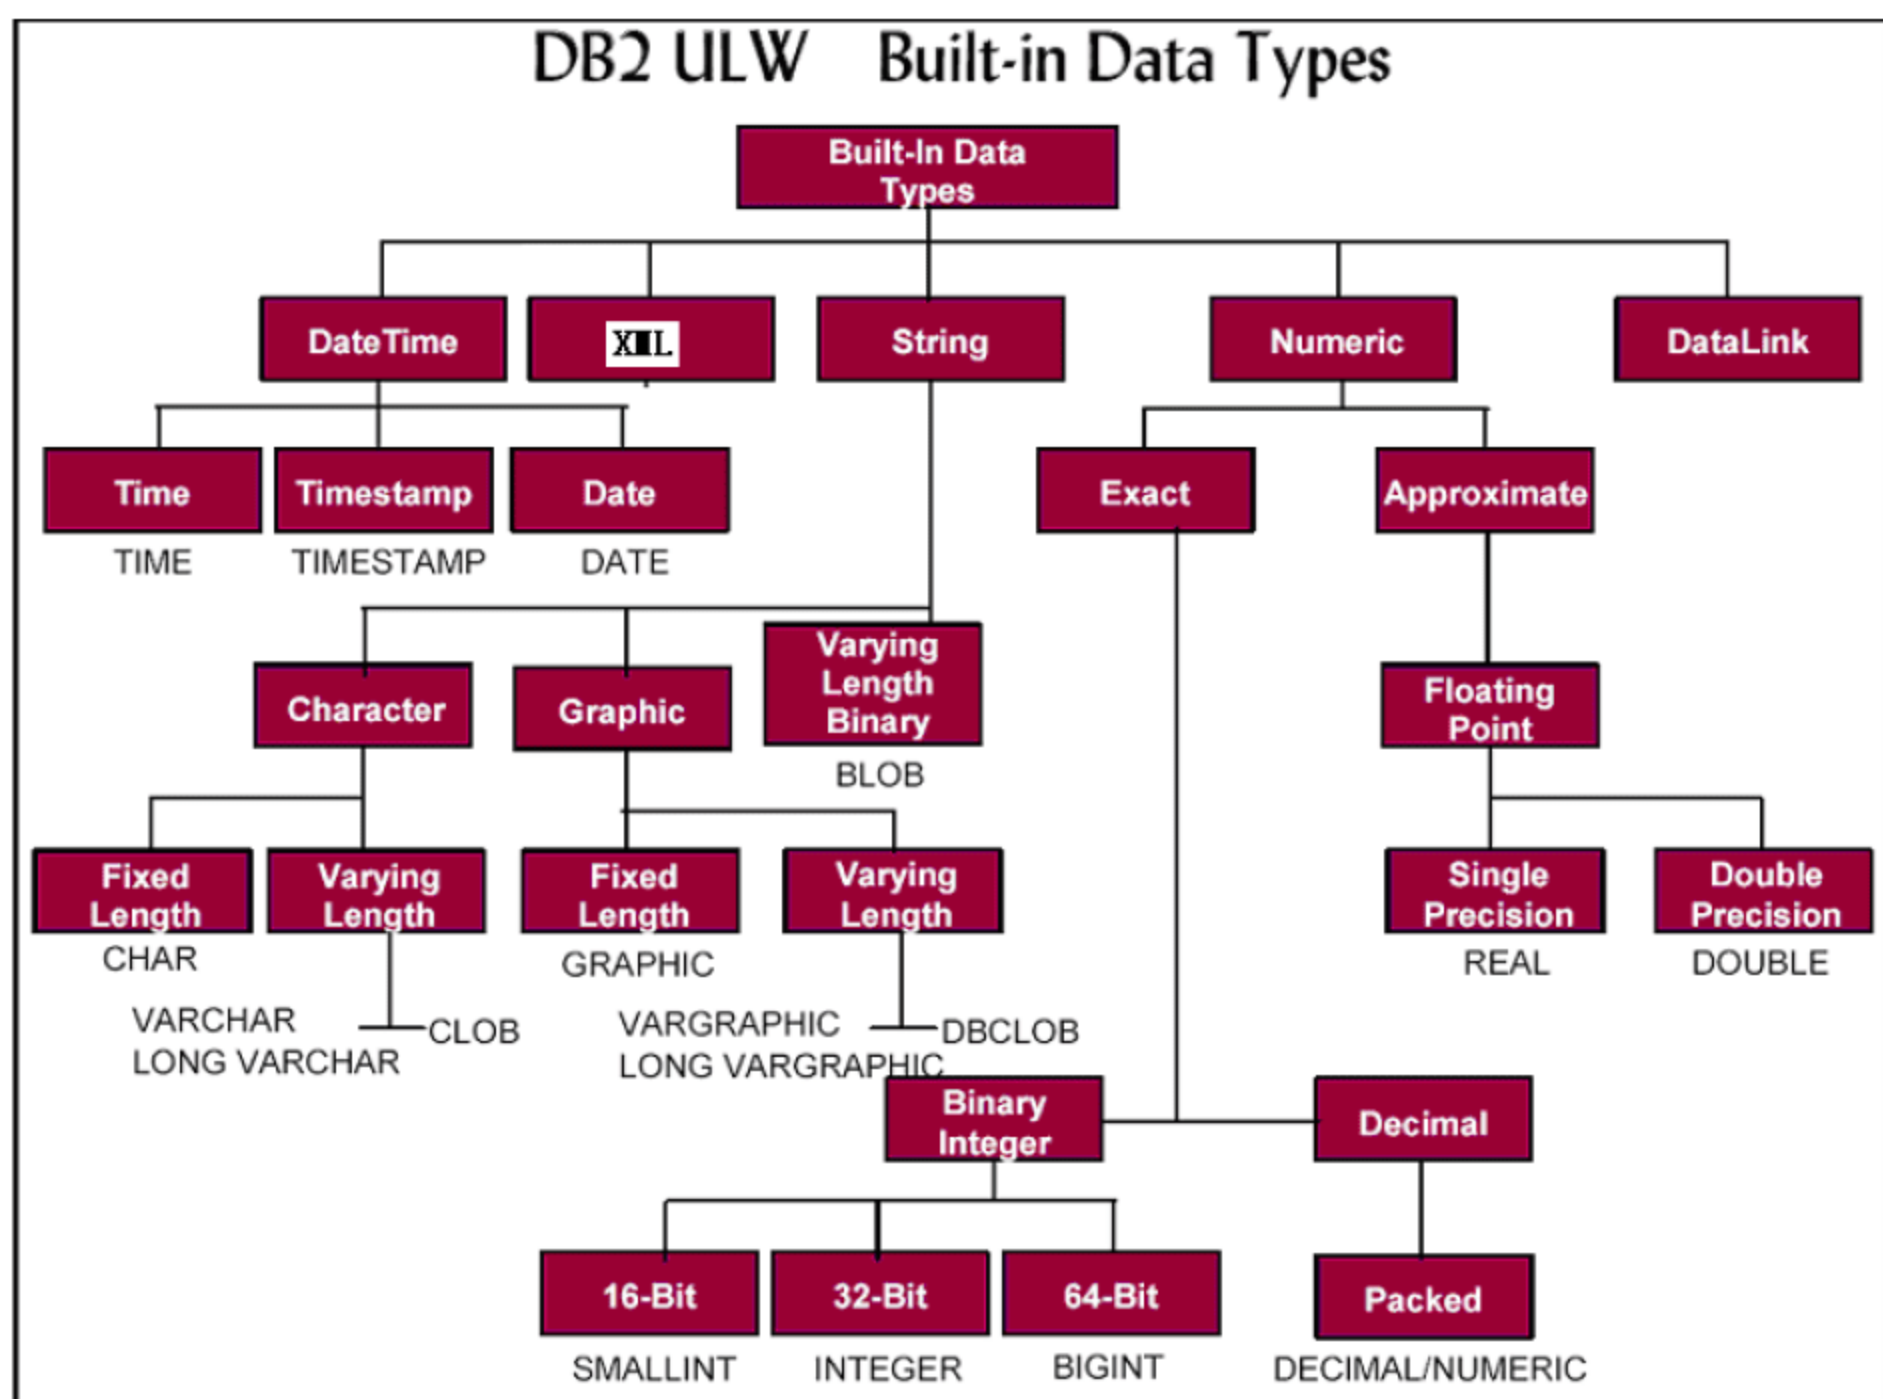 DB2 ULW Built-in Data Types
Built-In Data
Types
DateTime
XML
String
Numeric
DataLink
Exact
Approximate
Time
Timestamp
Date
TIME
TIMESTAMP
DATE
Character
Graphic
Varying
Length
Binary
BLOB
Floating
Point
Fixed
Length
CHAR
Varying
Length
VARCHAR
LONG VARCHAR
CLOB
Fixed
Length
GRAPHIC
Varying
Length
VARGRAPHIC
LONG VARGRAPHIC
DBCLOB
Single
Precision
REAL
Double
Precision
DOUBLE
Binary
Integer
Decimal
16-Bit
32-Bit
64-Bit
Packed
SMALLINT
INTEGER
BIGINT
DECIMAL/NUMERIC